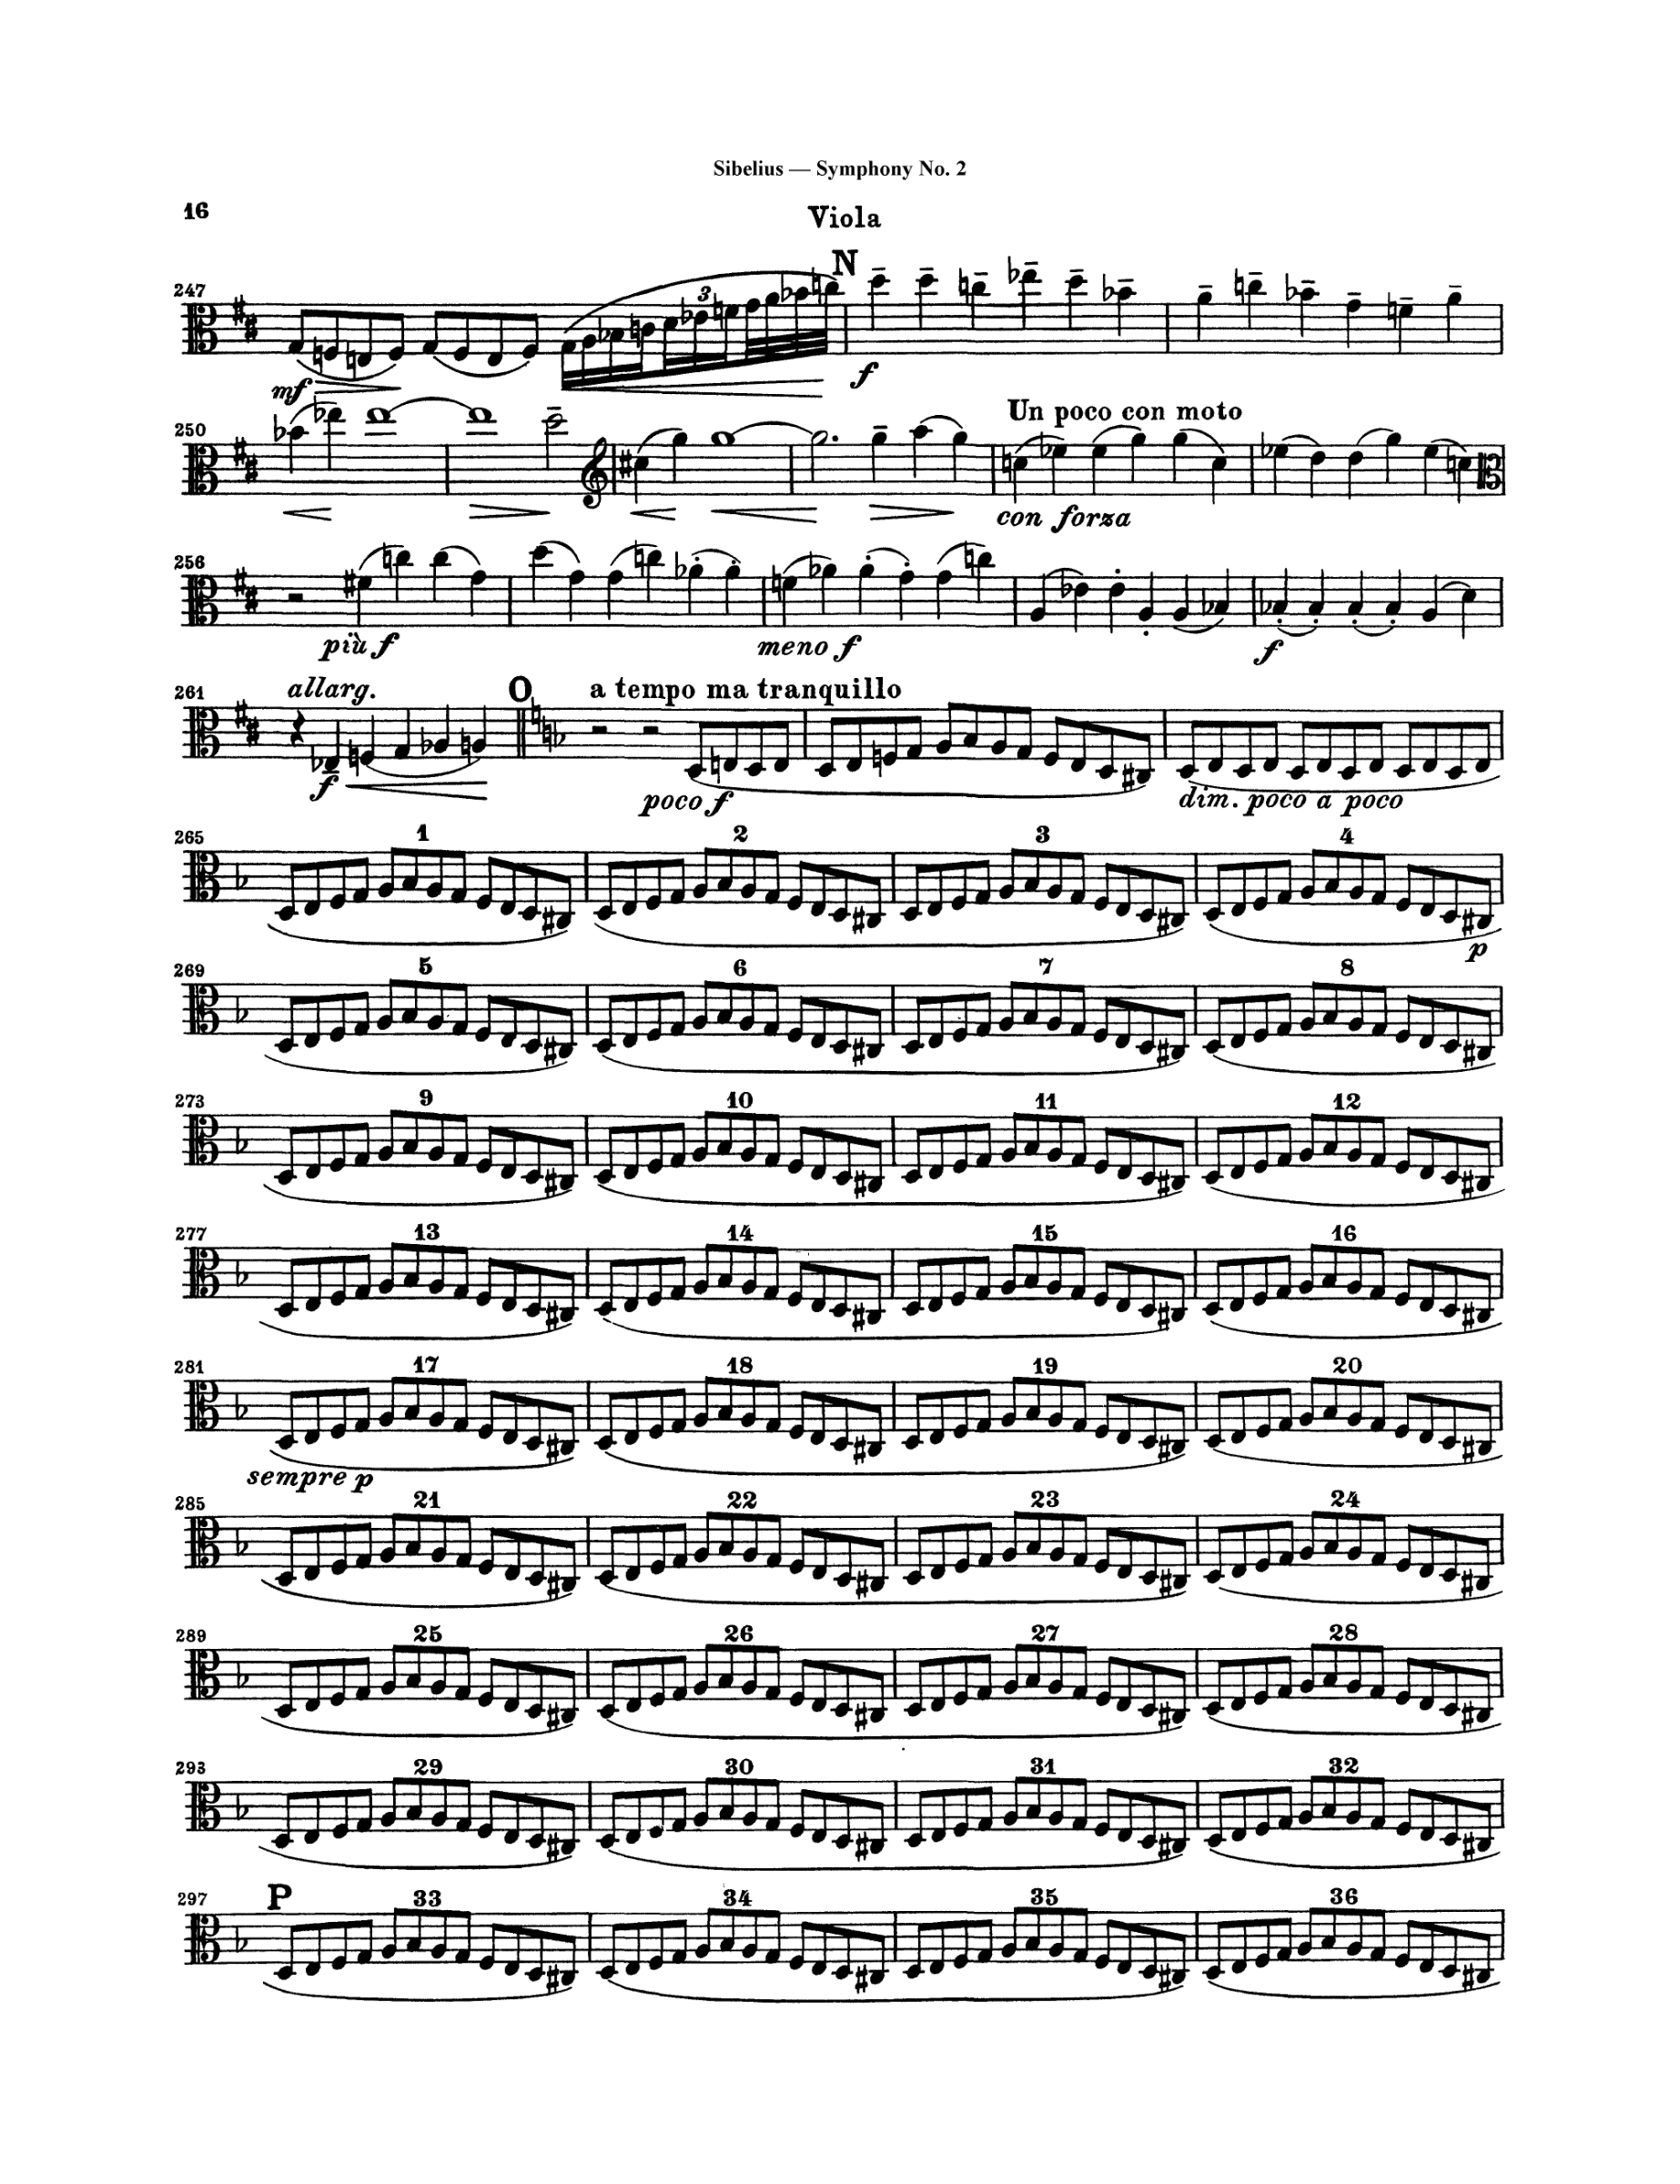 Sibelius — Symphony No. 2
16
Viola
N
247
3
mf
f
Un poco con moto
250
con forza
256
più f
meno f
f
261
allarg.
O
a tempo ma tranquillo
f
poco f
dim. poco a poco
265
1 2 3 4
p
269
5 6 7 8
273
9 10 11 12
277
13 14 15 16
281
17 18 19 20
sempre p
285
21 22 23 24
289
25 26 27 28
293
29 30 31 32
297
P
33 34 35 36